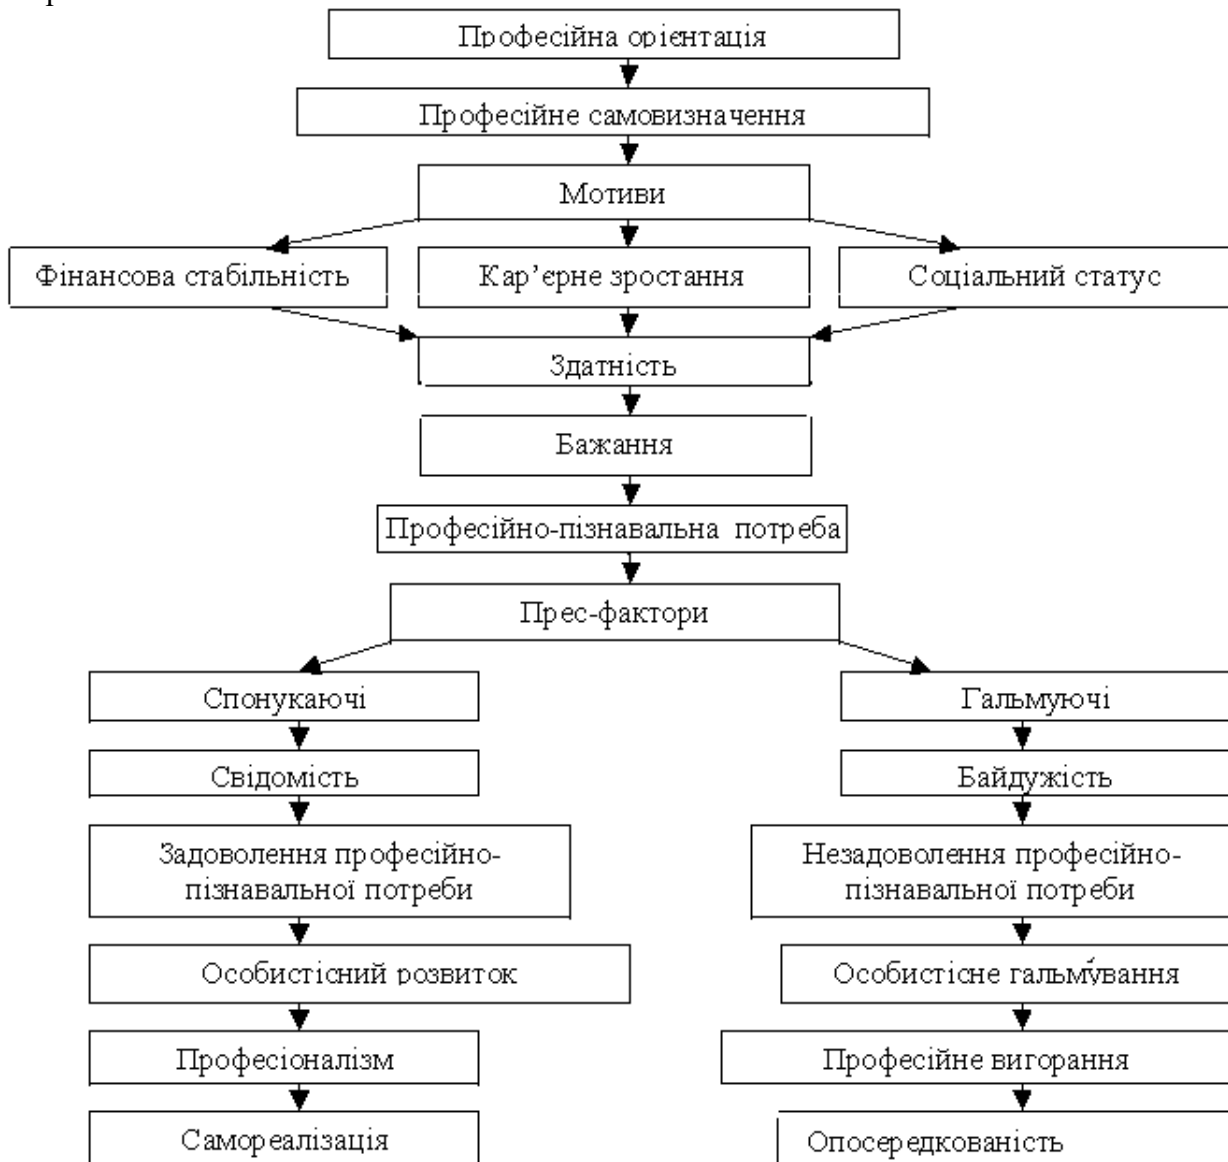 Професійна орієнтація
Професійне самовизначення
Мотиви
Фінансова стабільність
Кар’єрне зростання
Соціальний статус
Здатність
Бажання
Професійно-пізнавальна потреба
Прес-фактори
Спонукаючі
Гальмуючі
Свідомість
Байдужість
Задоволення професійно-
пізнавальної потреби
Незадоволення професійно-
пізнавальної потреби
Особистісний розвиток
Особистісне гальмування
Професіоналізм
Професійне вигорання
Самореалізація
Опосередкованість